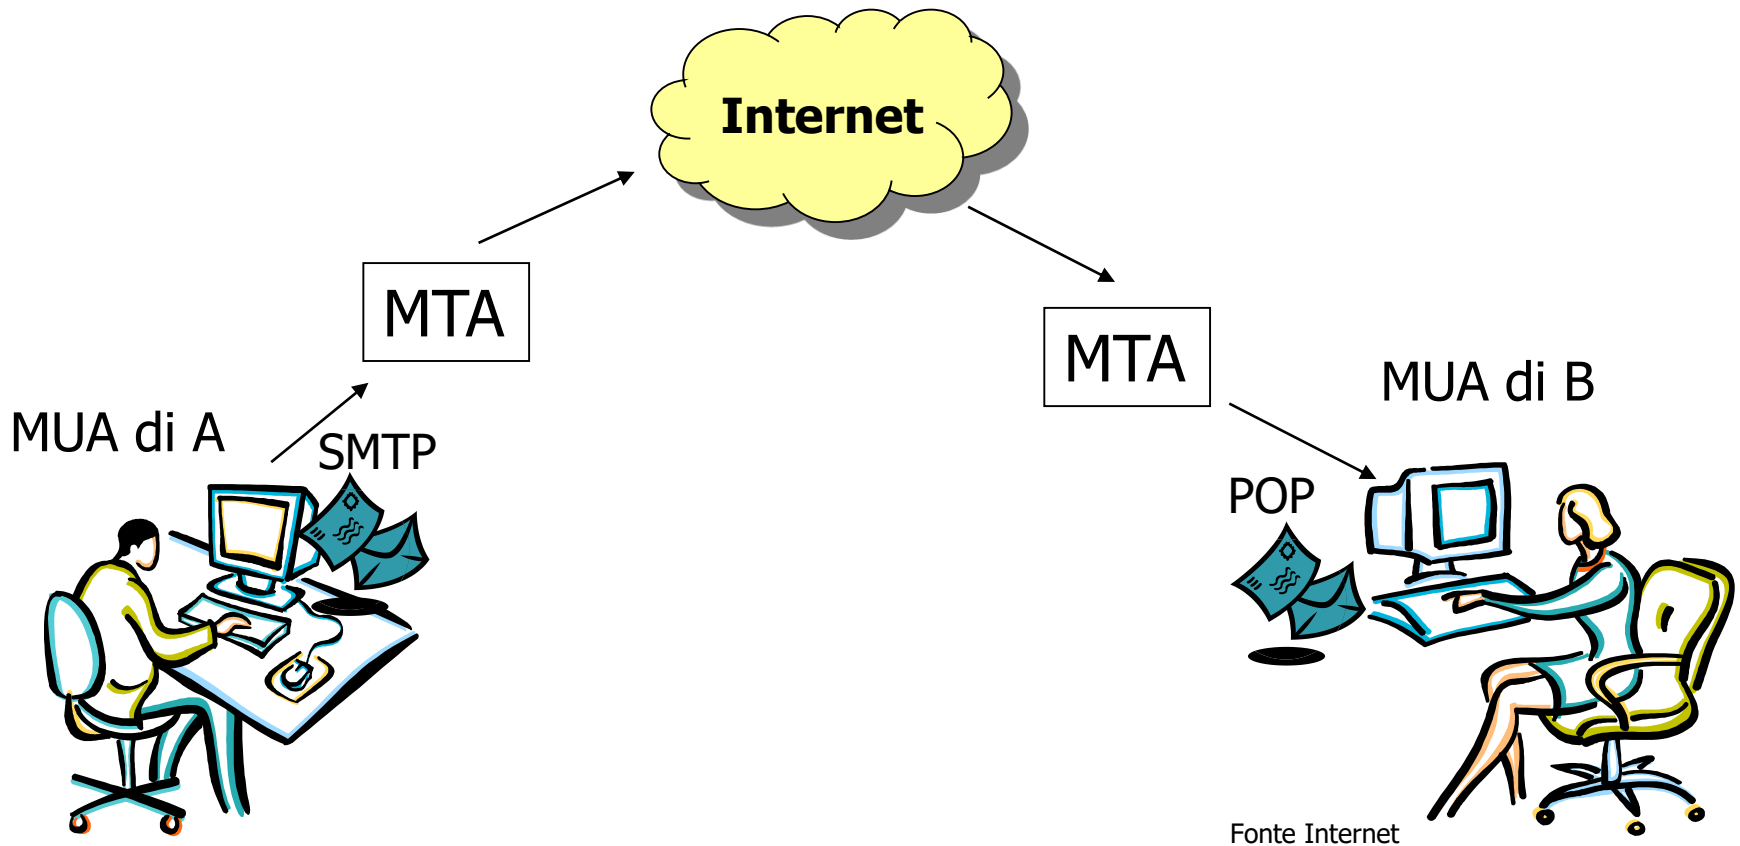 Internet
MTA
MTA
MUA di B
MUA di A
SMTP
POP
Fonte Internet